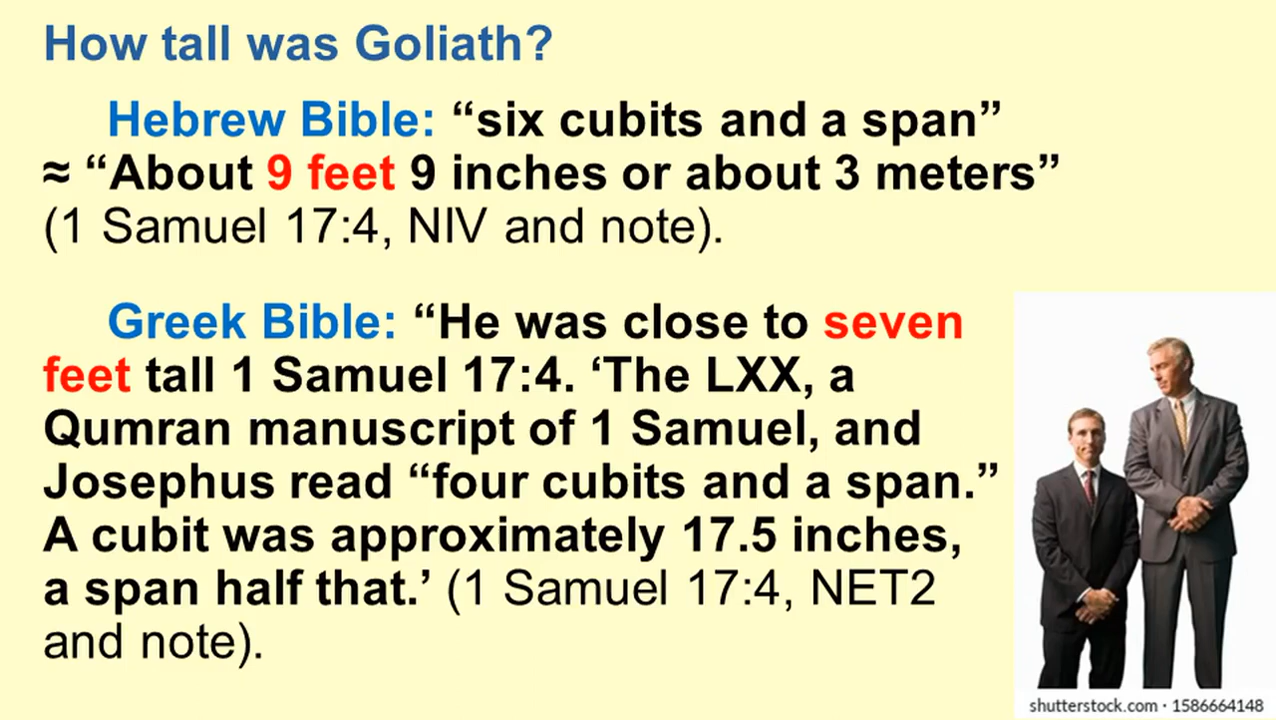 How tall was Goliath?
Hebrew Bible: “six cubits and a span”
≈ “About 9 feet 9 inches or about 3 meters”
(1 Samuel 17:4, NIV and note).
Greek Bible: “He was close to seven
feet tall 1 Samuel 17:4. ‘The LXX, a
Qumran manuscript of 1 Samuel, and
Josephus read “four cubits and a span.”
A cubit was approximately 17.5 inches,
a span half that.’ (1 Samuel 17:4, NET2
and note).
shutterstock.com · 1586664148